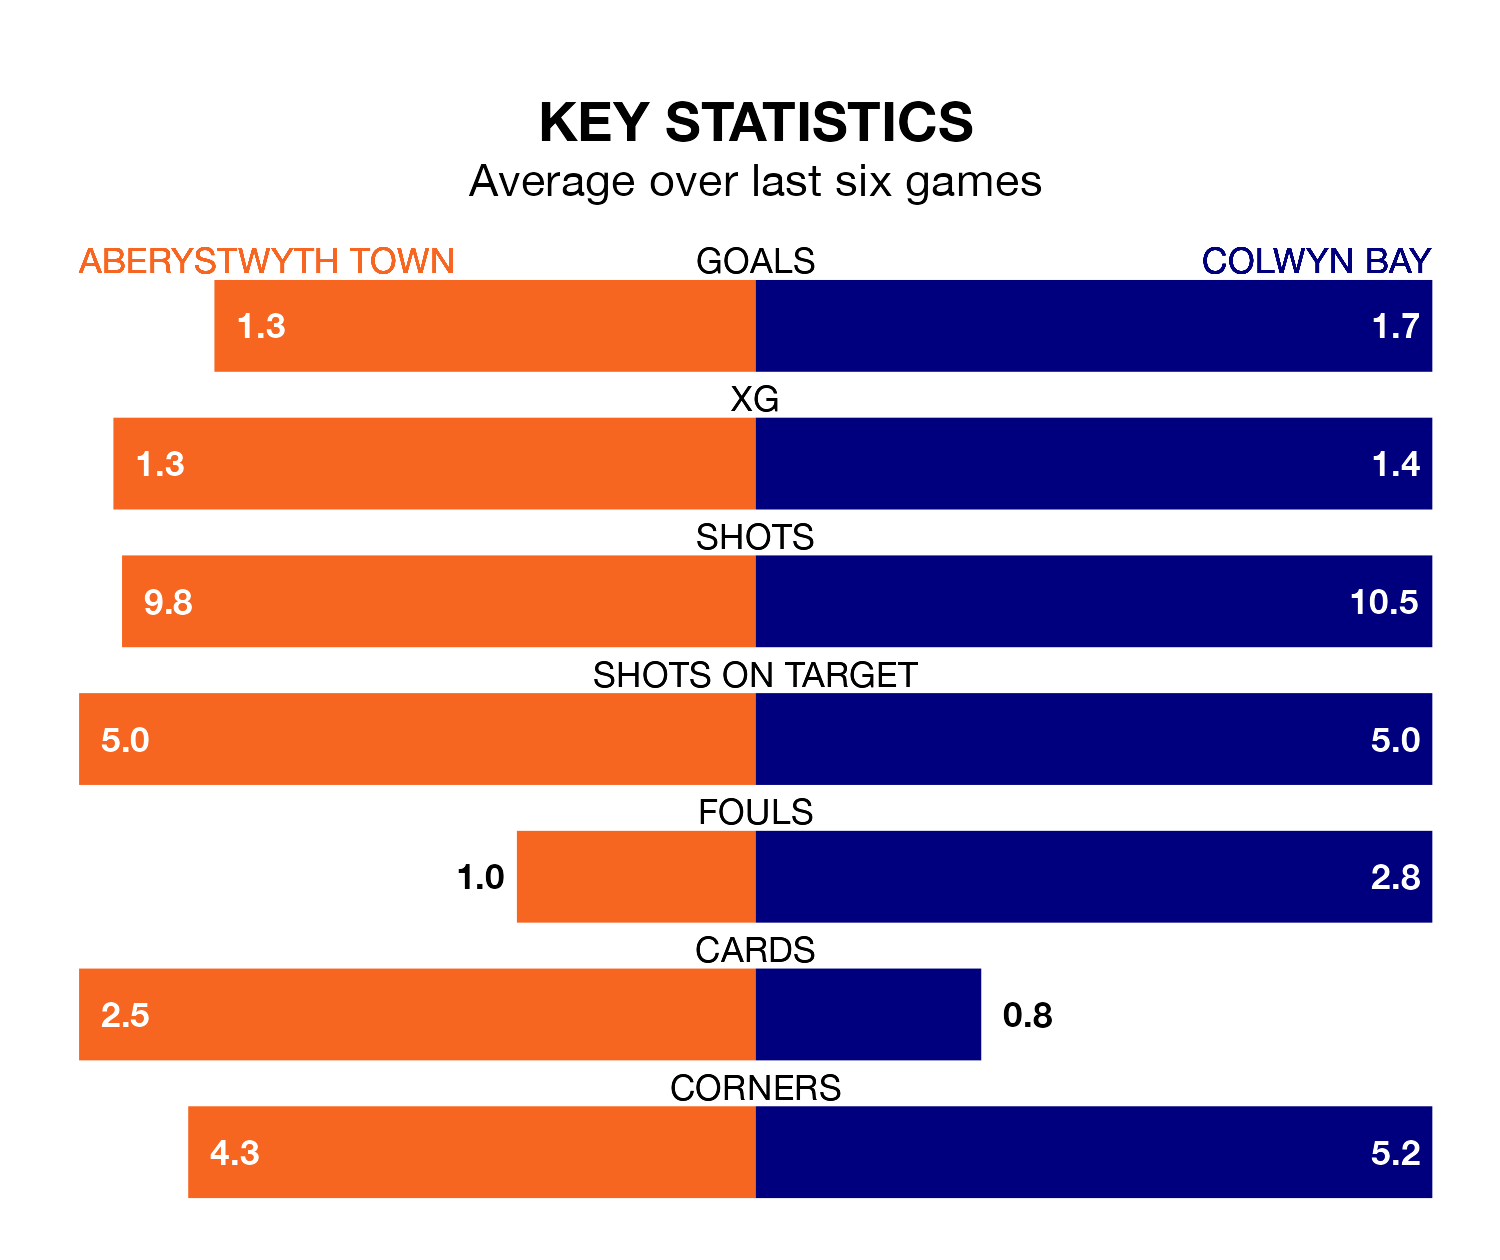 KEY STATISTICS
Average over last six games
ABERYSTWYTH TOWN GOALS COLWYN BAY
1.3 1.7
XG
1.3 1.4
SHOTS
9.8 10.5
SHOTS ON TARGET
5.0 5.0
FOULS
1.0 2.8
CARDS
2.5 0.8
CORNERS
4.3 5.2